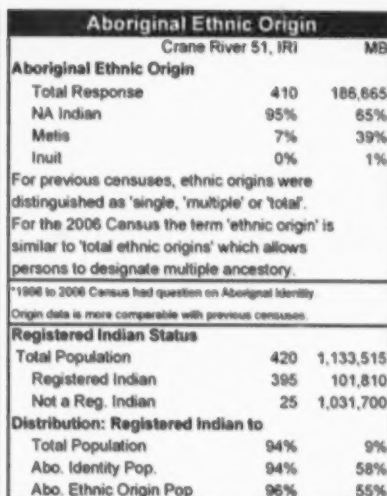 Aboriginal Ethnic Origin
Crane River 51, IRI MB
Aboriginal Ethnic Origin
Total Response 410 186,665
NA Indian 95% 65%
Metis 7% 39%
Inuit 0% 1%
For previous censuses, ethnic origins were
distinguished as 'single, 'multiple' or 'total'.
For the 2006 Census the term 'ethnic origin' is
similar to 'total ethnic origins' which allows
persons to designate multiple ancestory.
to 2006 Census had question on Aboriginal Identity
Origin data is more comparable with previous censuses.
Registered Indian Status
Total Population 420 1,133,515
Registered Indian 395 101,810
Not a Reg. Indian 25 1,031,700
Distribution: Registered Indian to
Total Population 94% 9%
Abo. Identity Pop. 94% 58%
Abo. Ethnic Origin Pop 96% 55%